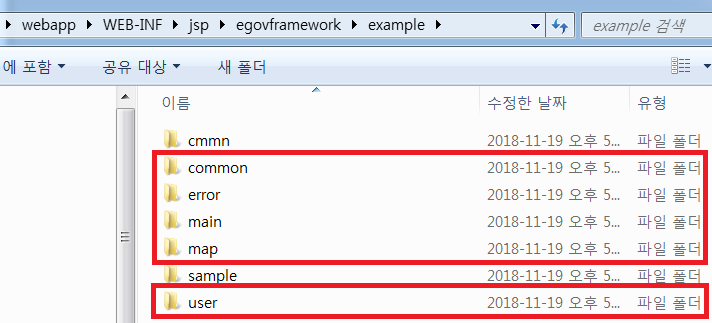 webapp ▶ WEB-INF ▶ jsp ▶ egovframework ▶ example ▶ example 검색
에 포함 공유 대상 새 폴더
이름 수정한 날짜 유형
cmmn 2018-11-19 오후 5... 파일 폴더
common 2018-11-19 오후 5... 파일 폴더
error 2018-11-19 오후 5... 파일 폴더
main 2018-11-19 오후 5... 파일 폴더
map 2018-11-19 오후 5... 파일 폴더
sample 2018-11-19 오후 5... 파일 폴더
user 2018-11-19 오후 5... 파일 폴더